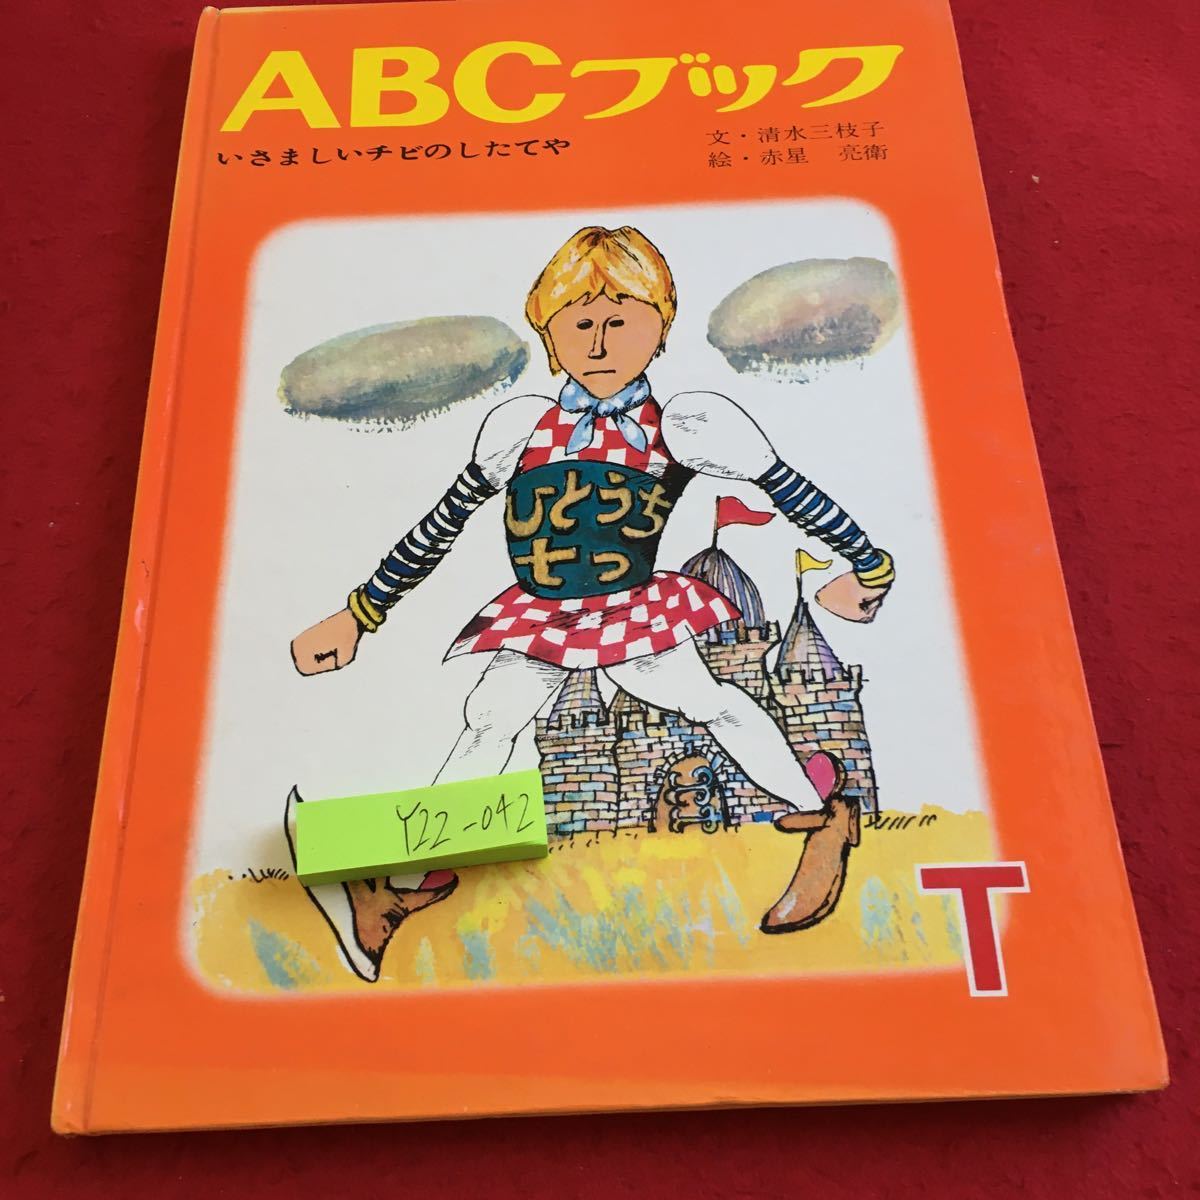 ABCブック
いさましいチビのしたてや
文・清水三枝子
絵・赤星　亮衛
ひとうち
七つ
Y22-042
T